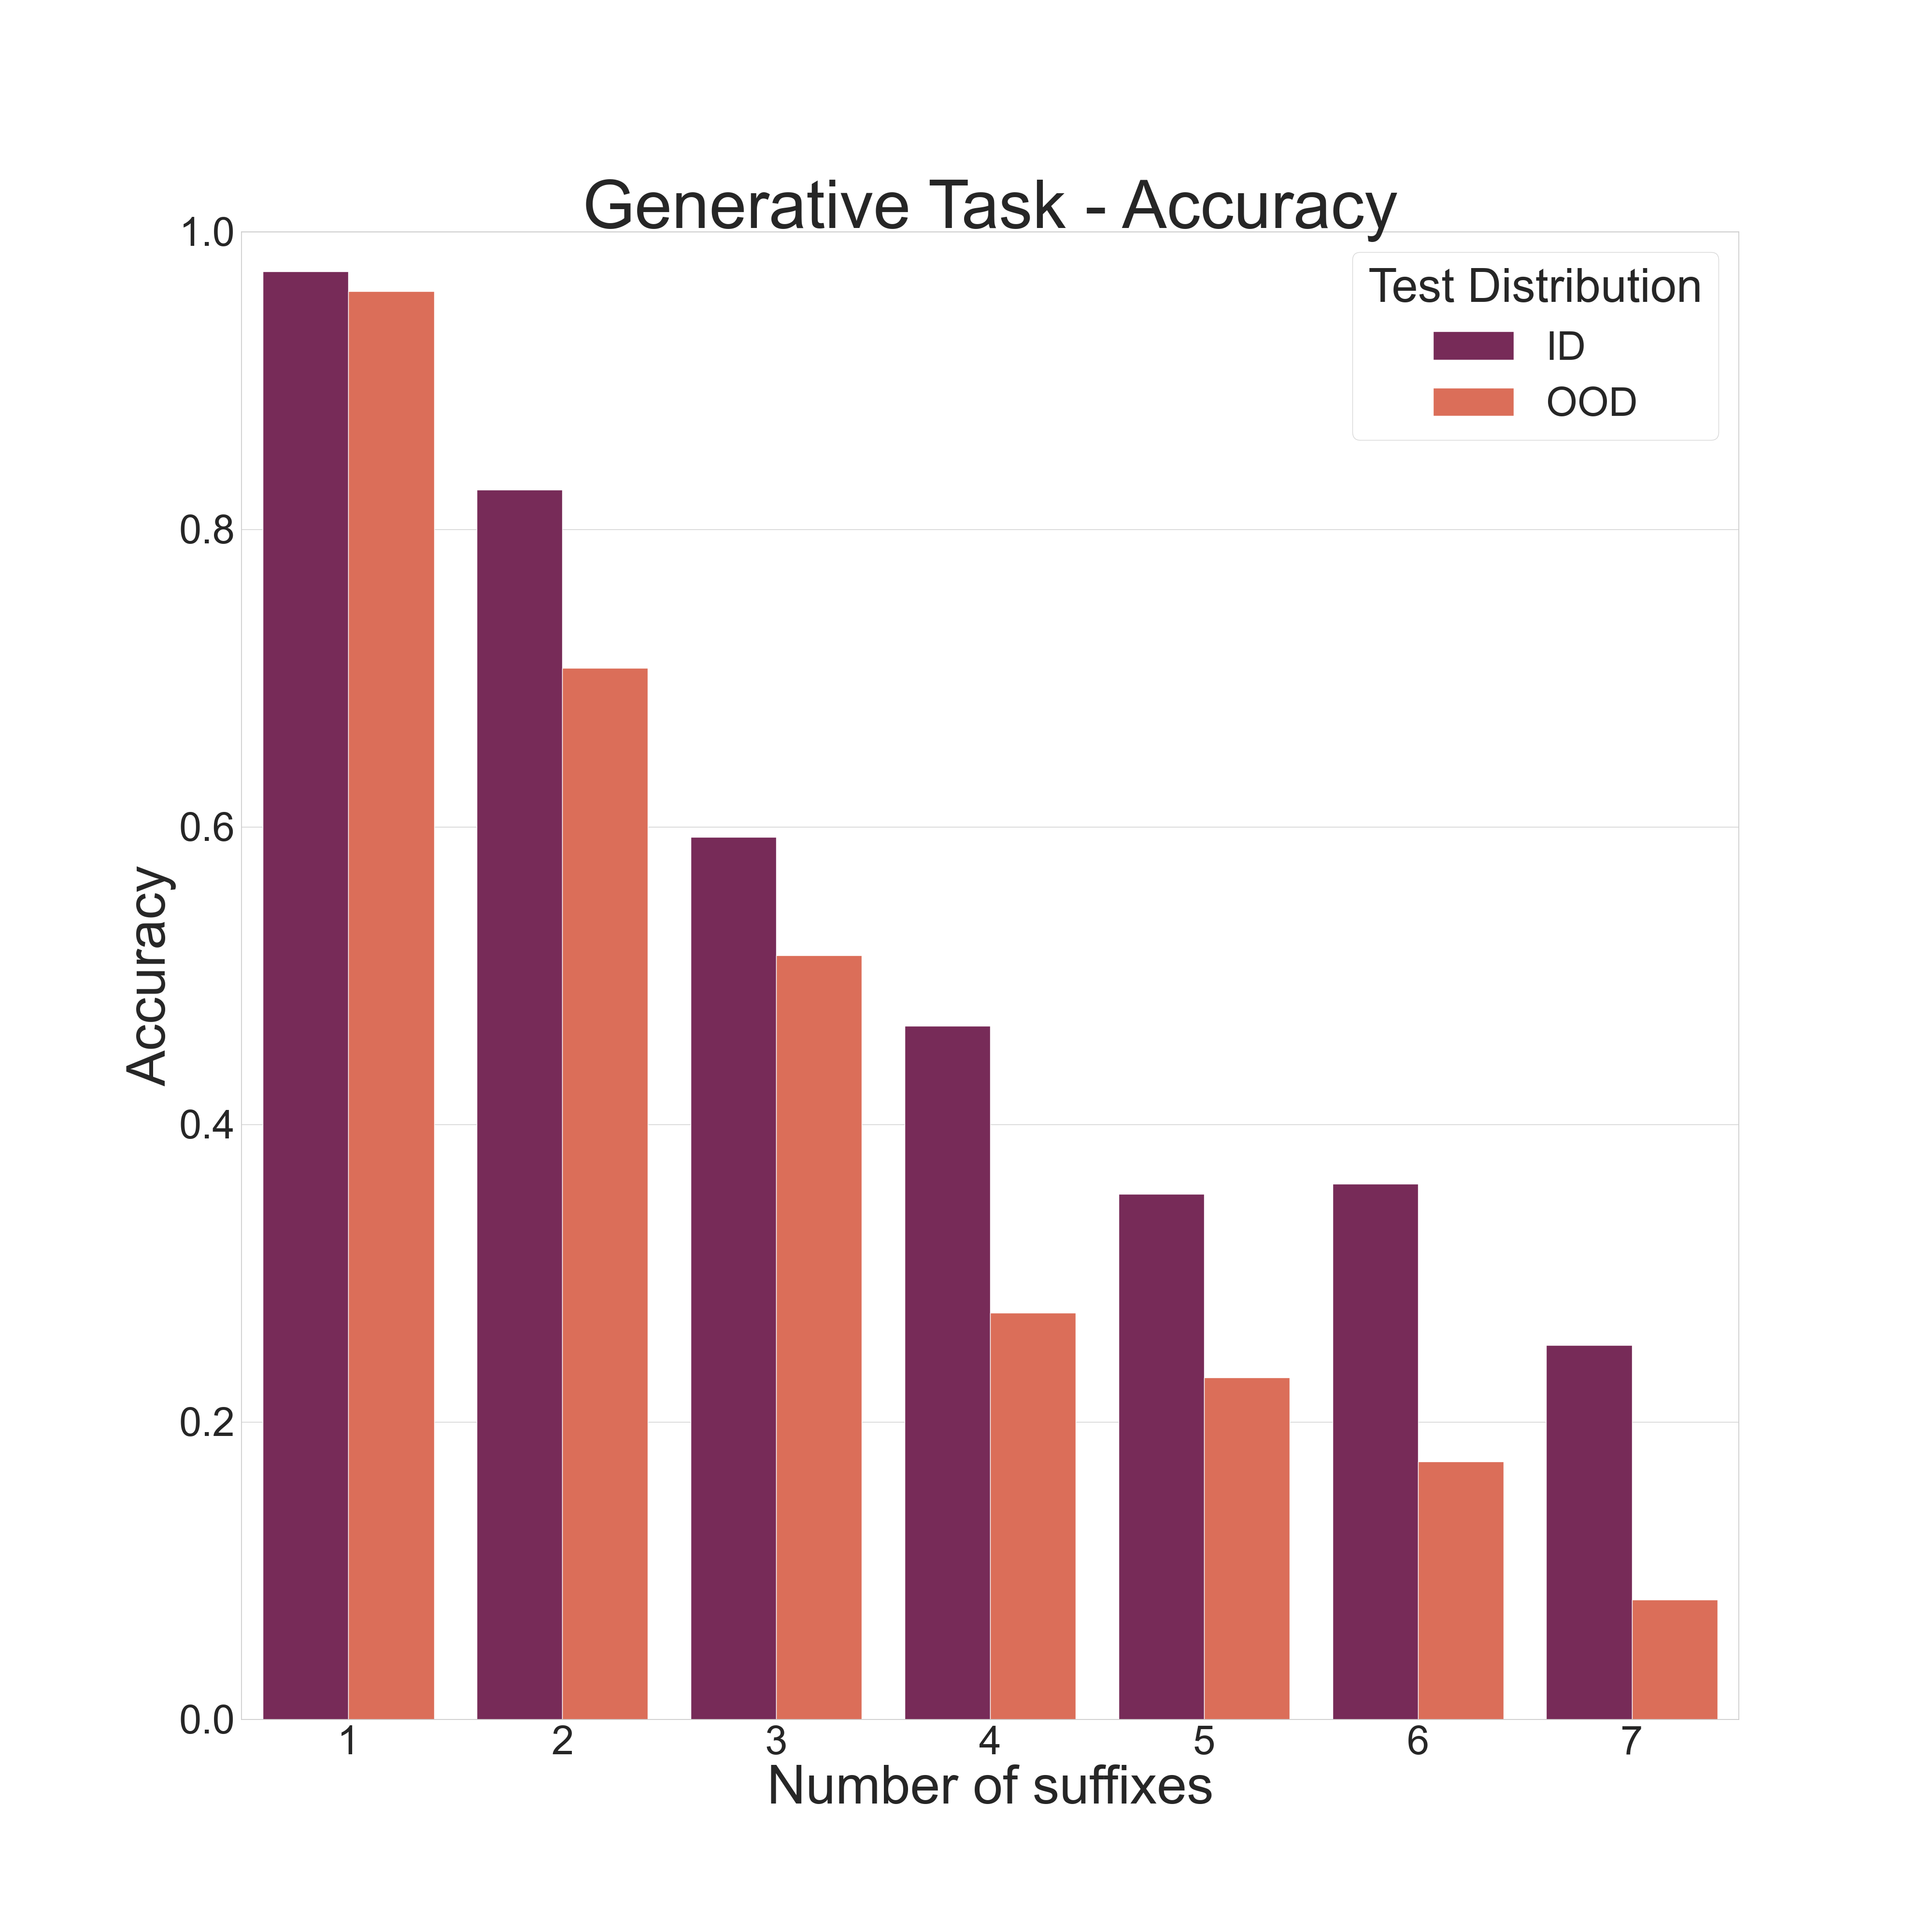 Generative Task - Accuracy
Test Distribution
ID
OOD
1.0
0.8
0.6
0.4
0.2
0.0
Accuracy
1 2 3 4 5 6 7
Number of suffixes